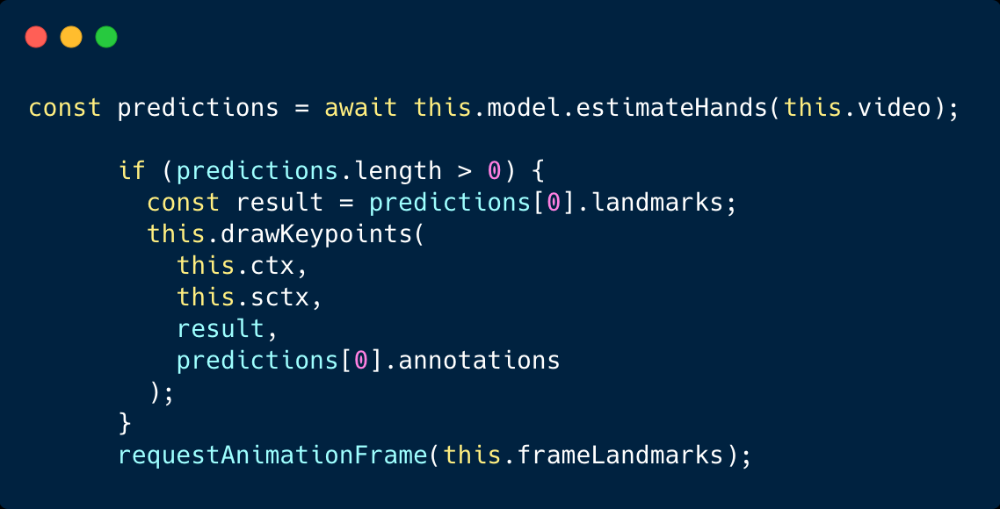 const predictions = await this.model.estimateHands(this.video);
if (predictions.length > 0) {
const result = predictions[0].landmarks;
this.drawKeypoints(
this.ctx,
this.sctx,
result,
predictions[0].annotations
);
}
requestAnimationFrame(this.frameLandmarks);